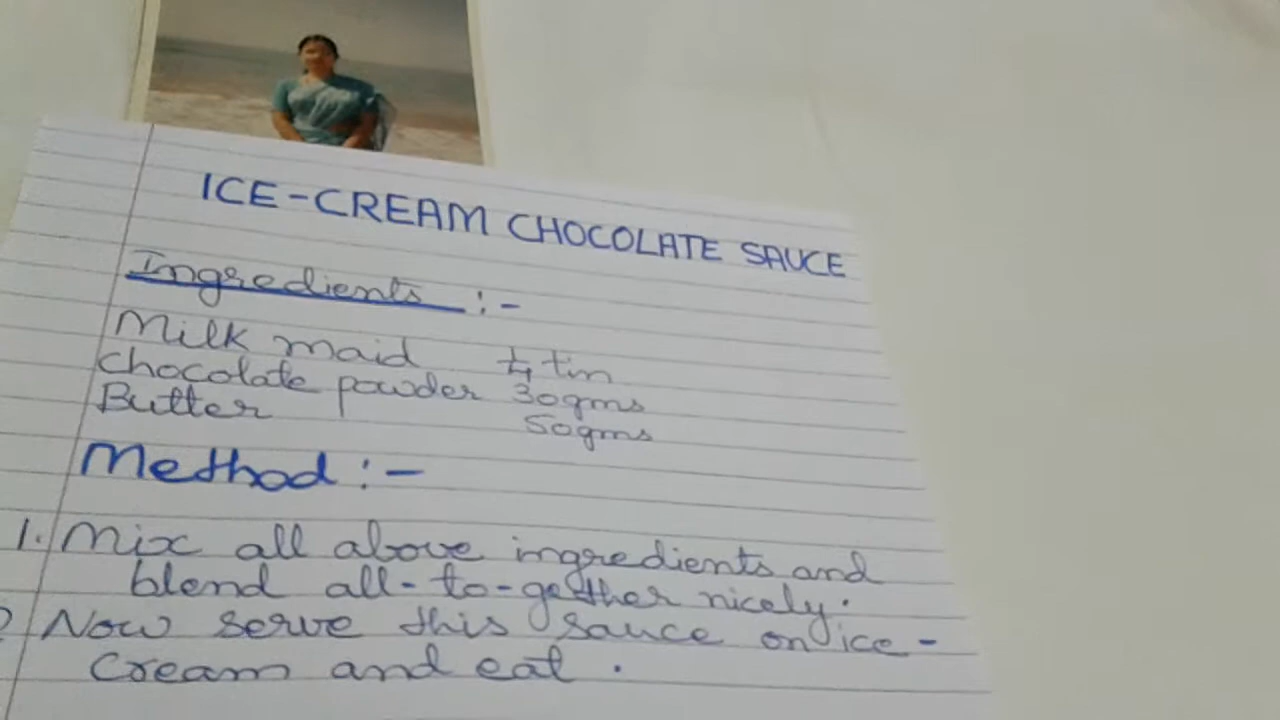 ICE-CREAM CHOCOLATE SAUCE
Ingredients :-
Milk maid 1/4 tin
Chocolate powder 30gms
Butter 50gms
Method :-
1. Mix all above ingredients and
blend all-to-gether nicely.
2 Now serve this sauce on ice-
cream and eat .